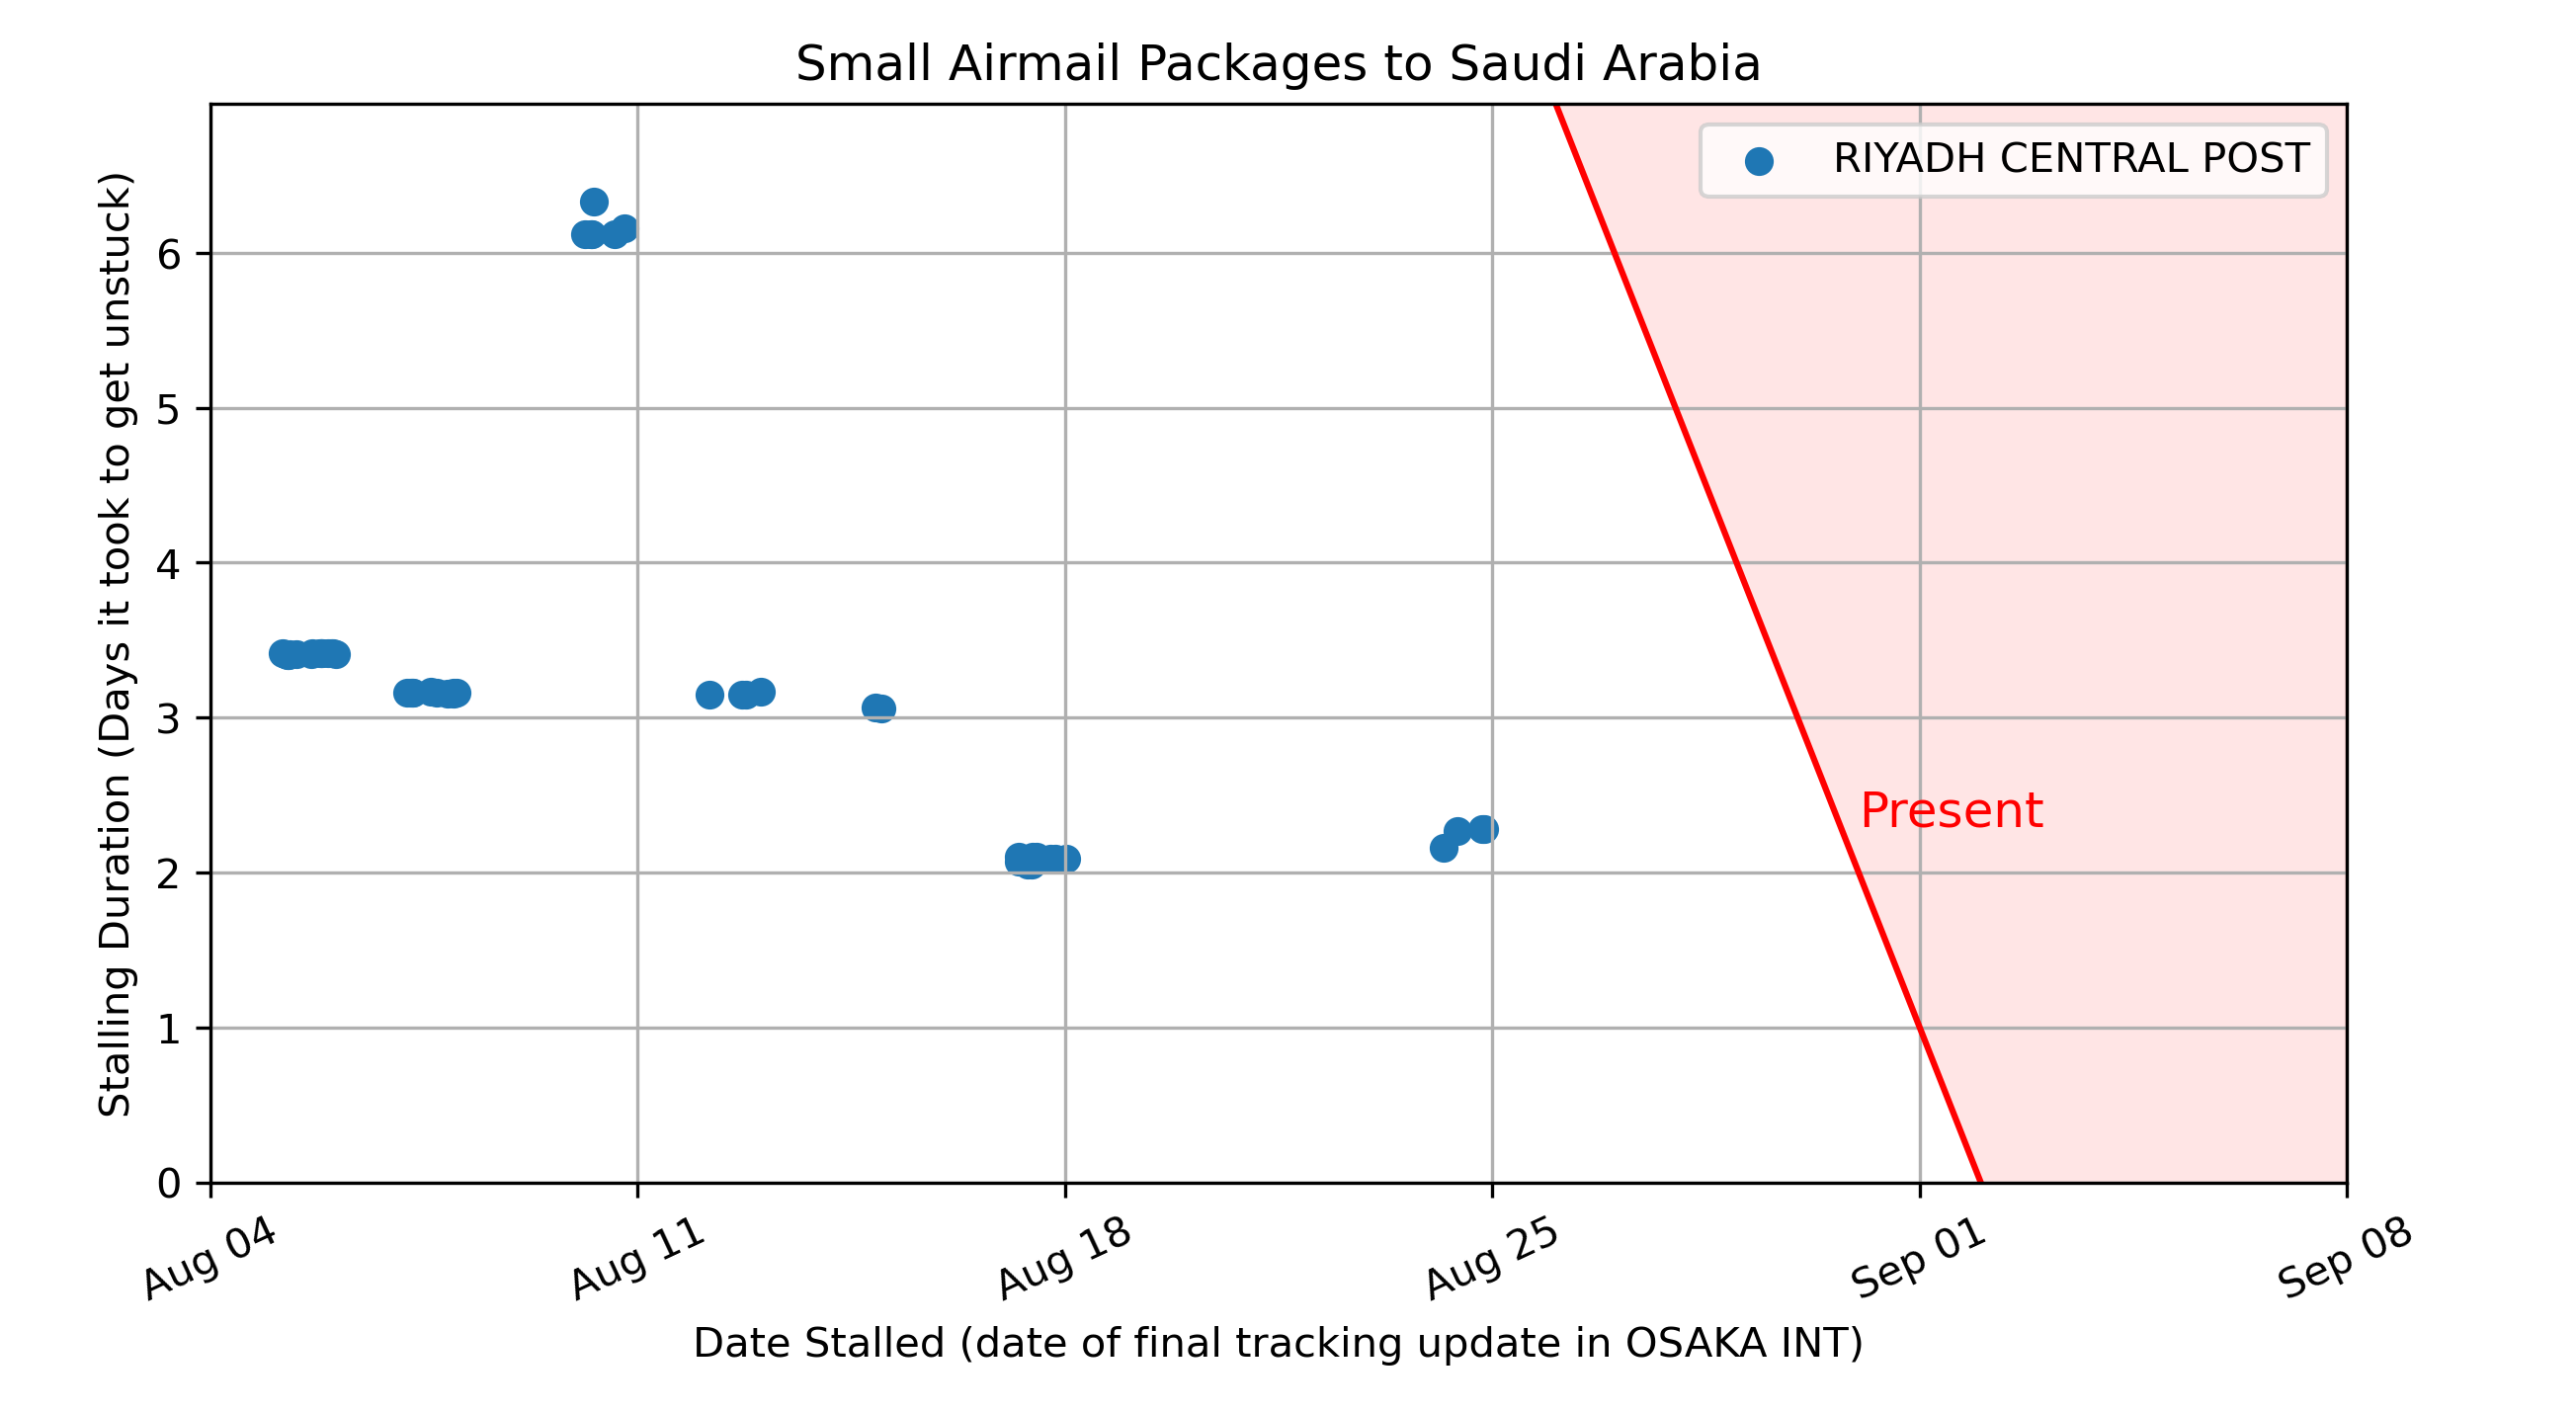 Small Airmail Packages to Saudi Arabia
RIYADH CENTRAL POST
Stalling Duration (Days it took to get unstuck)
6
5
4
3
2
1
0
Present
Aug 04
Aug 11
Aug 18
Aug 25
Sep 01
Sep 08
Date Stalled (date of final tracking update in OSAKA INT)